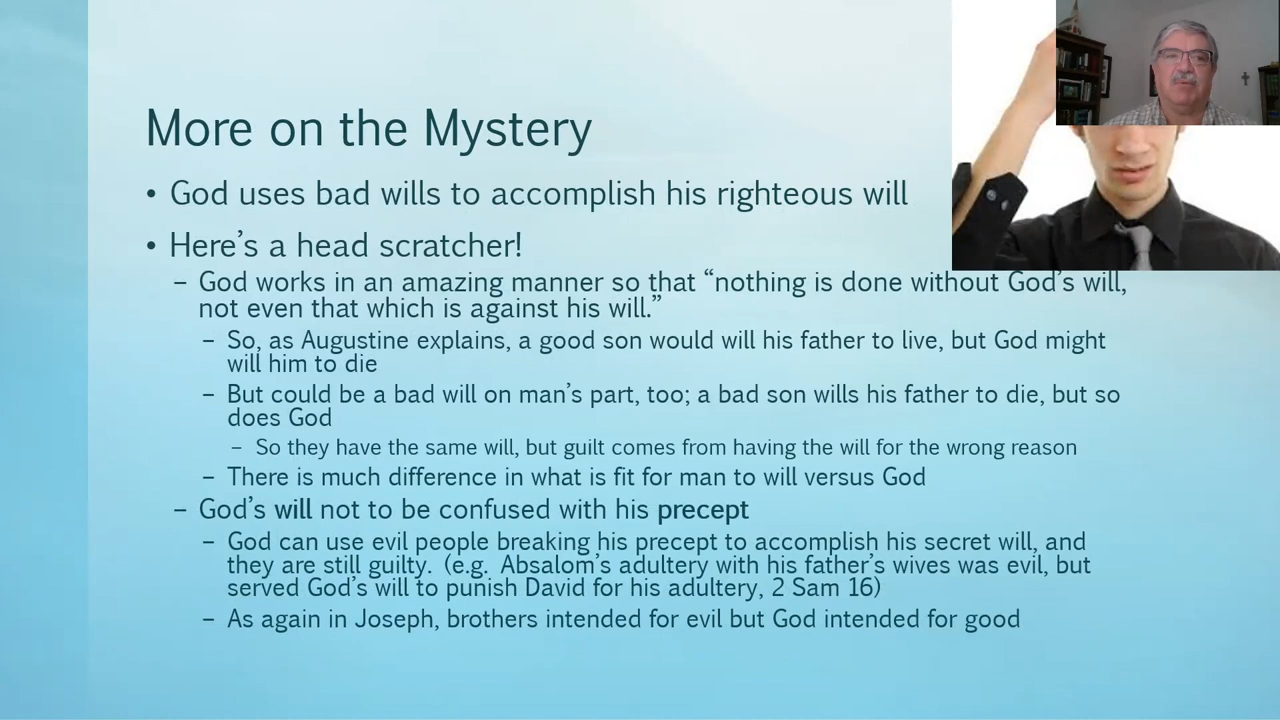 More on the Mystery
• God uses bad wills to accomplish his righteous will
• Here’s a head scratcher!
– God works in an amazing manner so that “nothing is done without God’s will,
not even that which is against his will.”
– So, as Augustine explains, a good son would will his father to live, but God might
will him to die
– But could be a bad will on man’s part, too; a bad son wills his father to die, but so
does God
– So they have the same will, but guilt comes from having the will for the wrong reason
– There is much difference in what is fit for man to will versus God
– God’s will not to be confused with his precept
– God can use evil people breaking his precept to accomplish his secret will, and
they are still guilty. (e.g. Absalom’s adultery with his father’s wives was evil, but
served God’s will to punish David for his adultery, 2 Sam 16)
– As again in Joseph, brothers intended for evil but God intended for good